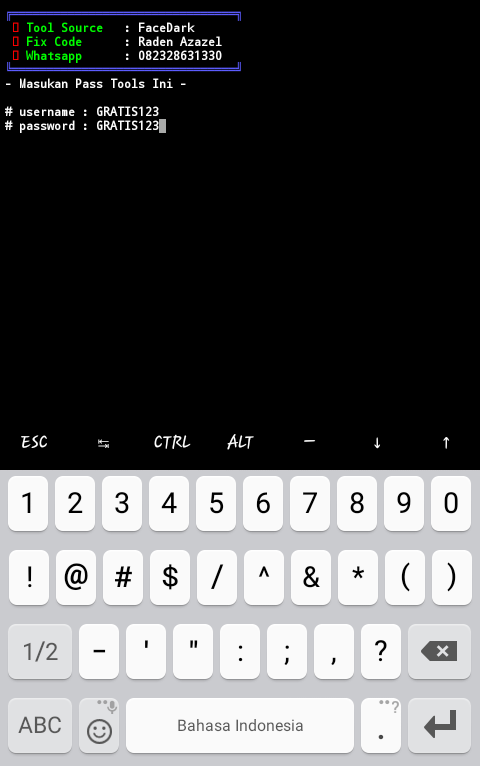 Tool Source : FaceDark
Fix Code : Raden Azazel
Whatsapp : 082328631330
- Masukan Pass Tools Ini -
# username : GRATIS123
# password : GRATIS123
ESC ↹ CTRL ALT — ↓ ↑
1 2 3 4 5 6 7 8 9 0
! @ # $ / ^ & * ( )
1/2 - ' " : ; , ?
ABC Bahasa Indonesia . ?